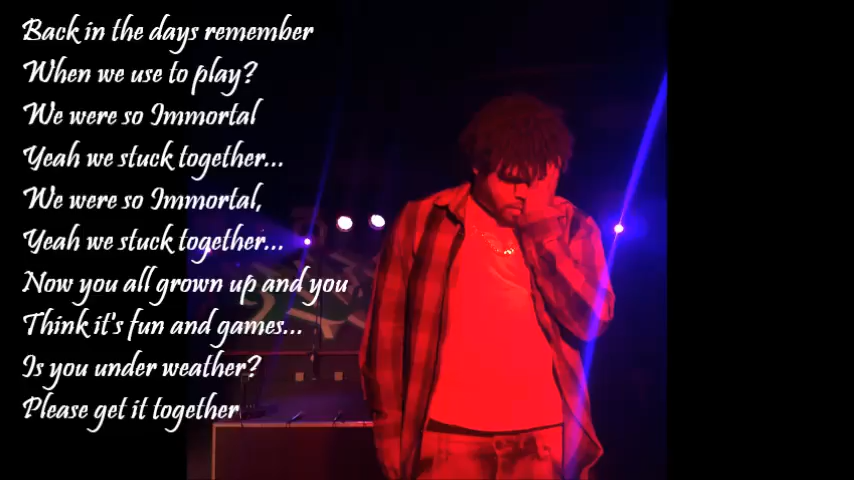 Back in the days remember
When we use to play?
We were so Immortal
Yeah we stuck together...
We were so Immortal,
Yeah we stuck together...
Now you all grown up and you
Think it's fun and games...
Is you under weather?
Please get it together